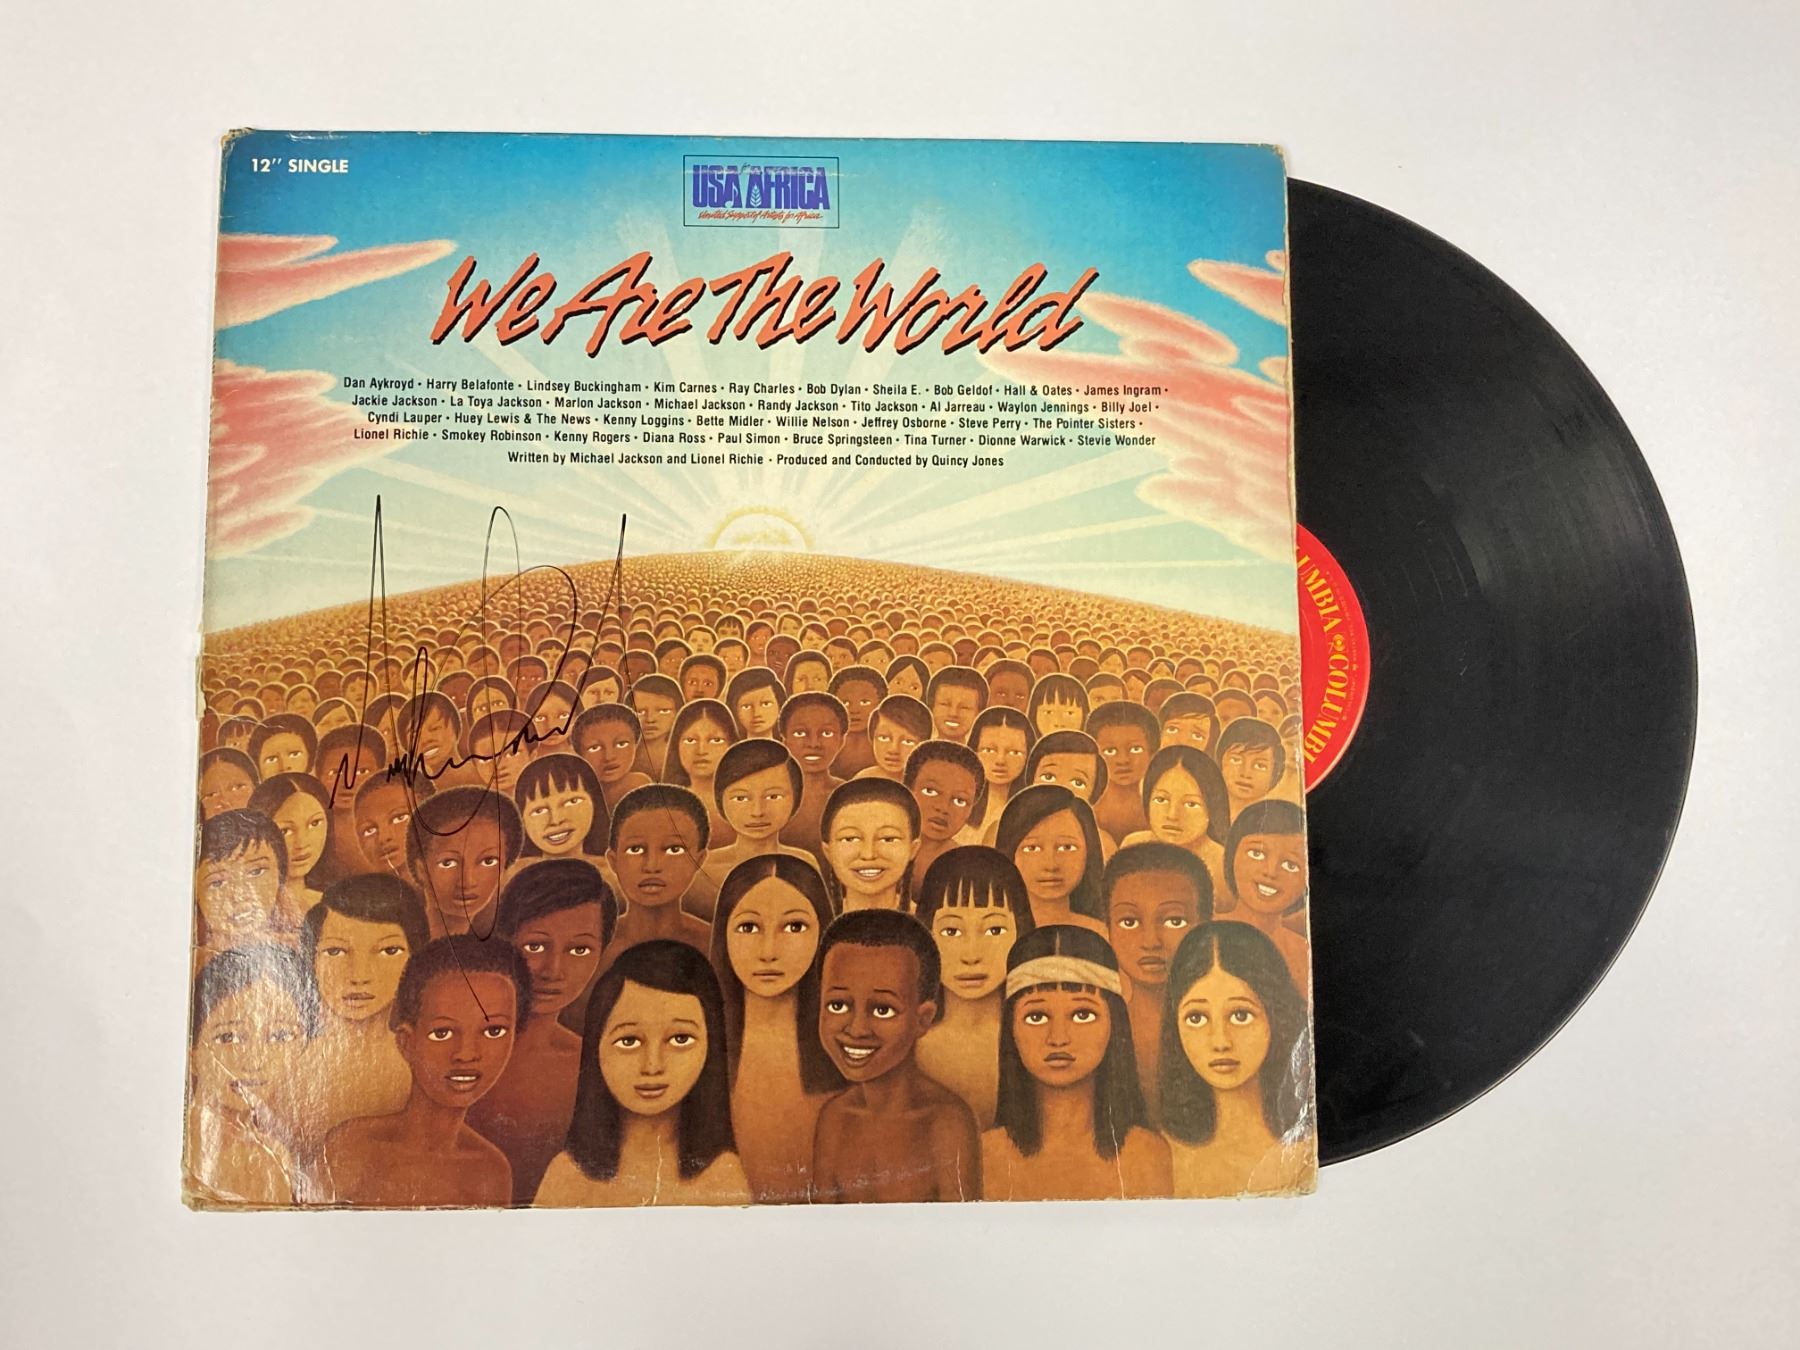 12" SINGLE
USA for AFRICA
United Support of Artists for Africa
We Are The World
Dan Aykroyd • Harry Belafonte • Lindsey Buckingham • Kim Carnes • Ray Charles • Bob Dylan • Sheila E. • Bob Geldof • Hall & Oates • James Ingram •
Jackie Jackson • La Toya Jackson • Marlon Jackson • Michael Jackson • Randy Jackson • Tito Jackson • Al Jarreau • Waylon Jennings • Billy Joel •
Cyndi Lauper • Huey Lewis & The News • Kenny Loggins • Bette Midler • Willie Nelson • Jeffrey Osborne • Steve Perry • The Pointer Sisters •
Lionel Richie • Smokey Robinson • Kenny Rogers • Diana Ross • Paul Simon • Bruce Springsteen • Tina Turner • Dionne Warwick • Stevie Wonder
Written by Michael Jackson and Lionel Richie • Produced and Conducted by Quincy Jones
LUMBIA COLUMBI